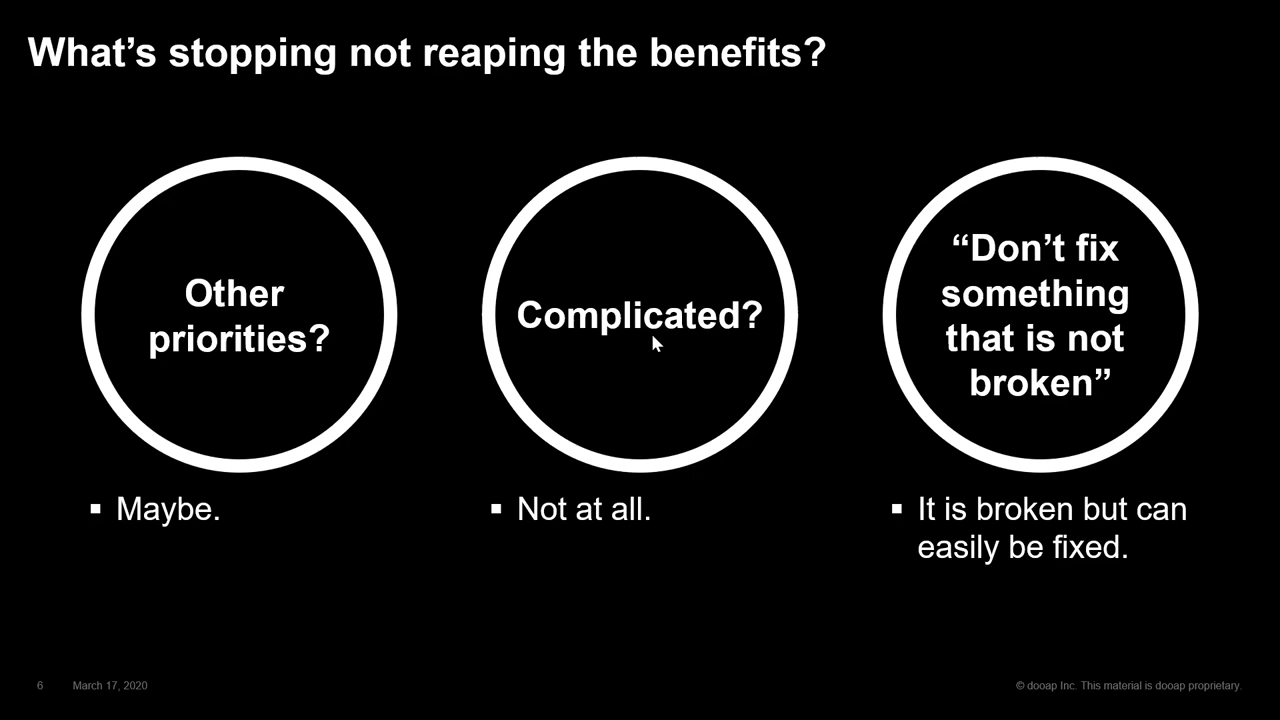 What’s stopping not reaping the benefits?
Other
priorities?
Complicated?
“Don’t fix
something
that is not
broken”
▪ Maybe.
▪ Not at all.
▪ It is broken but can
easily be fixed.
6 March 17, 2020
© dooap Inc. This material is dooap proprietary.